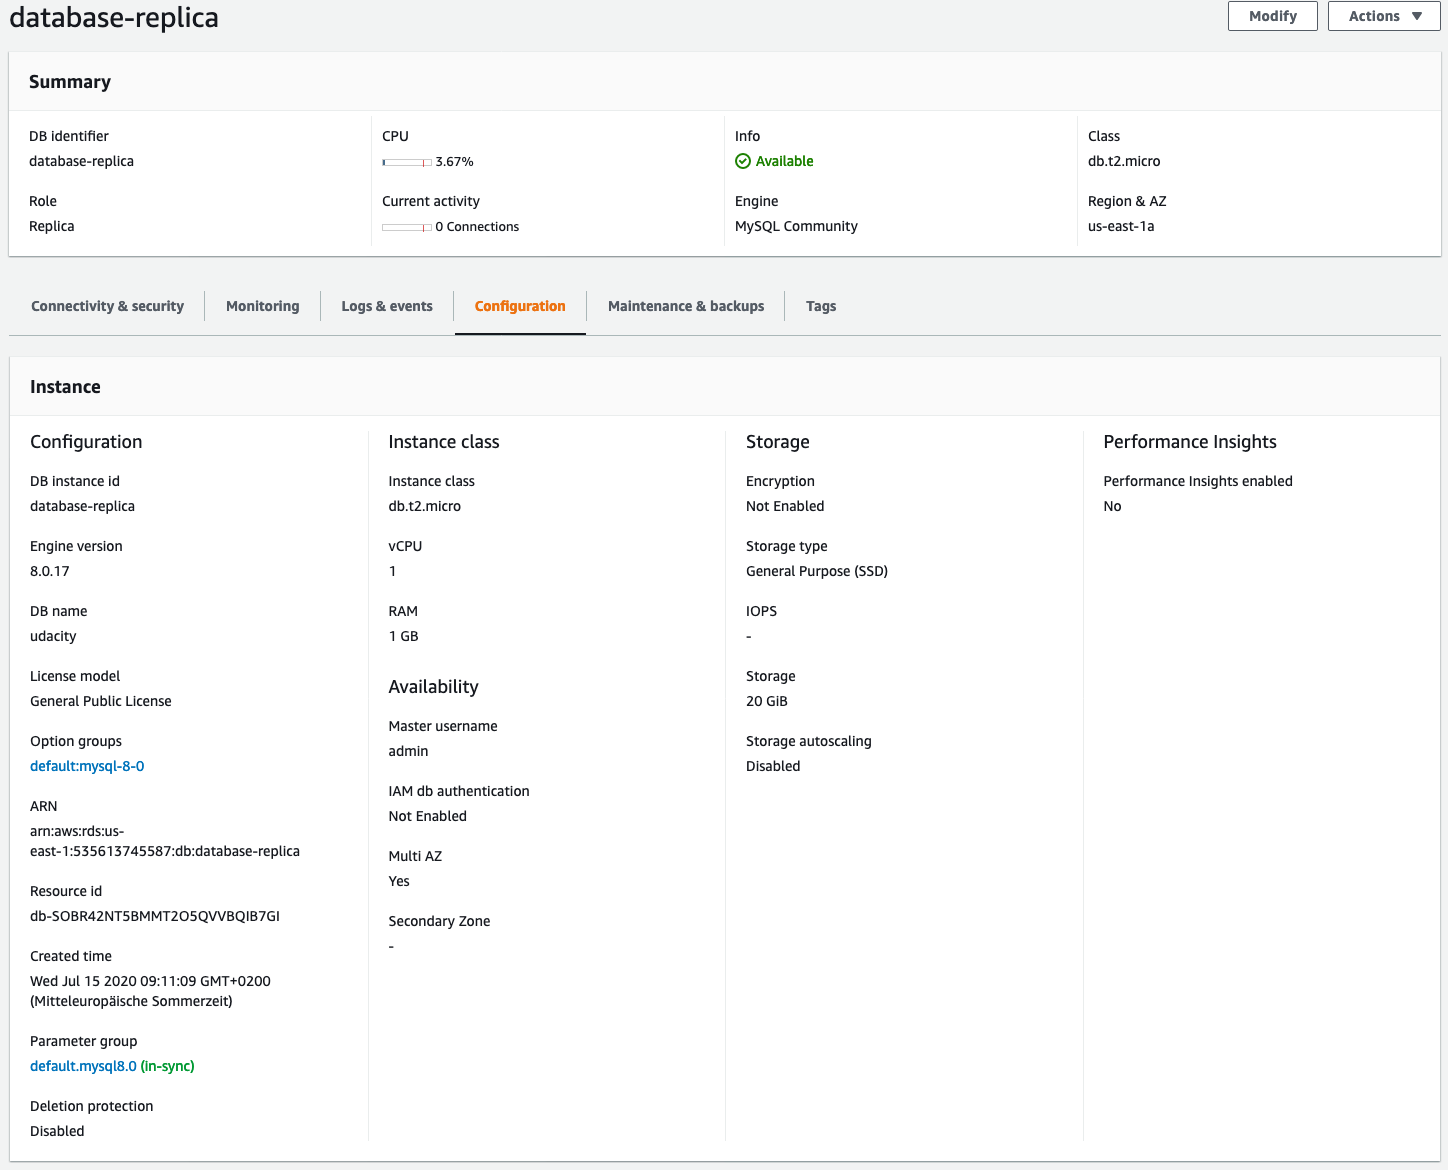 database-replica
Modify
Actions
Summary
DB identifier
database-replica
Role
Replica
CPU
3.67%
Current activity
0 Connections
Info
Available
Engine
MySQL Community
Class
db.t2.micro
Region & AZ
us-east-1a
Connectivity & security
Monitoring
Logs & events
Configuration
Maintenance & backups
Tags
Instance
Configuration
DB instance id
database-replica
Engine version
8.0.17
DB name
udacity
License model
General Public License
Option groups
default:mysql-8-0
ARN
arn:aws:rds:us-
east-1:535613745587:db:database-replica
Resource id
db-SOBR42NT5BMMT2O5QVVBQIB7GI
Created time
Wed Jul 15 2020 09:11:09 GMT+0200
(Mitteleuropäische Sommerzeit)
Parameter group
default.mysql8.0 (in-sync)
Deletion protection
Disabled
Instance class
Instance class
db.t2.micro
vCPU
1
RAM
1 GB
Availability
Master username
admin
IAM db authentication
Not Enabled
Multi AZ
Yes
Secondary Zone
-
Storage
Encryption
Not Enabled
Storage type
General Purpose (SSD)
IOPS
-
Storage
20 GiB
Storage autoscaling
Disabled
Performance Insights
Performance Insights enabled
No